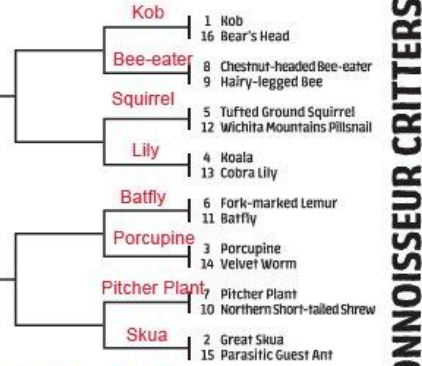 Kob
1 Kob
16 Bear's Head
Bee-eater
8 Chestnut-headed Bee-eater
9 Hairy-legged Bee
Squirrel
5 Tufted Ground Squirrel
12 Wichita Mountains Pillsnail
Lily
4 Koala
13 Cobra Lily
Batfly
6 Fork-marked Lemur
11 Batfly
Porcupine
3 Porcupine
14 Velvet Worm
Pitcher Plant
7 Pitcher Plant
10 Northern Short-tailed Shrew
Skua
2 Great Skua
15 Parasitic Guest Ant
ONNOISSEUR CRITTERS